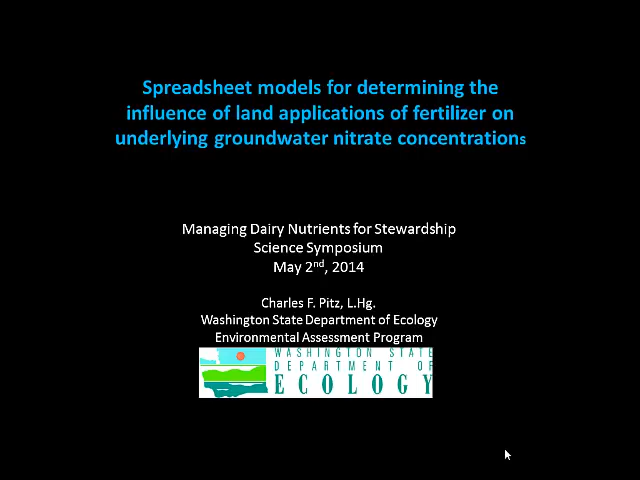 Spreadsheet models for determining the
influence of land applications of fertilizer on
underlying groundwater nitrate concentrations
Managing Dairy Nutrients for Stewardship
Science Symposium
May 2nd, 2014
Charles F. Pitz, L.Hg.
Washington State Department of Ecology
Environmental Assessment Program
WASHINGTON STATE
DEPARTMENT OF
ECOLOGY